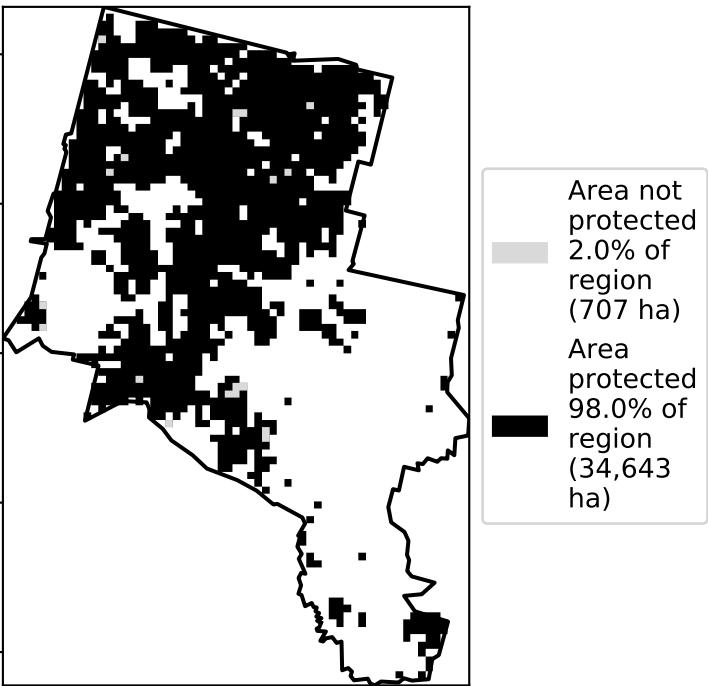 Area not
protected
2.0% of
region
(707 ha)
Area
protected
98.0% of
region
(34,643
ha)